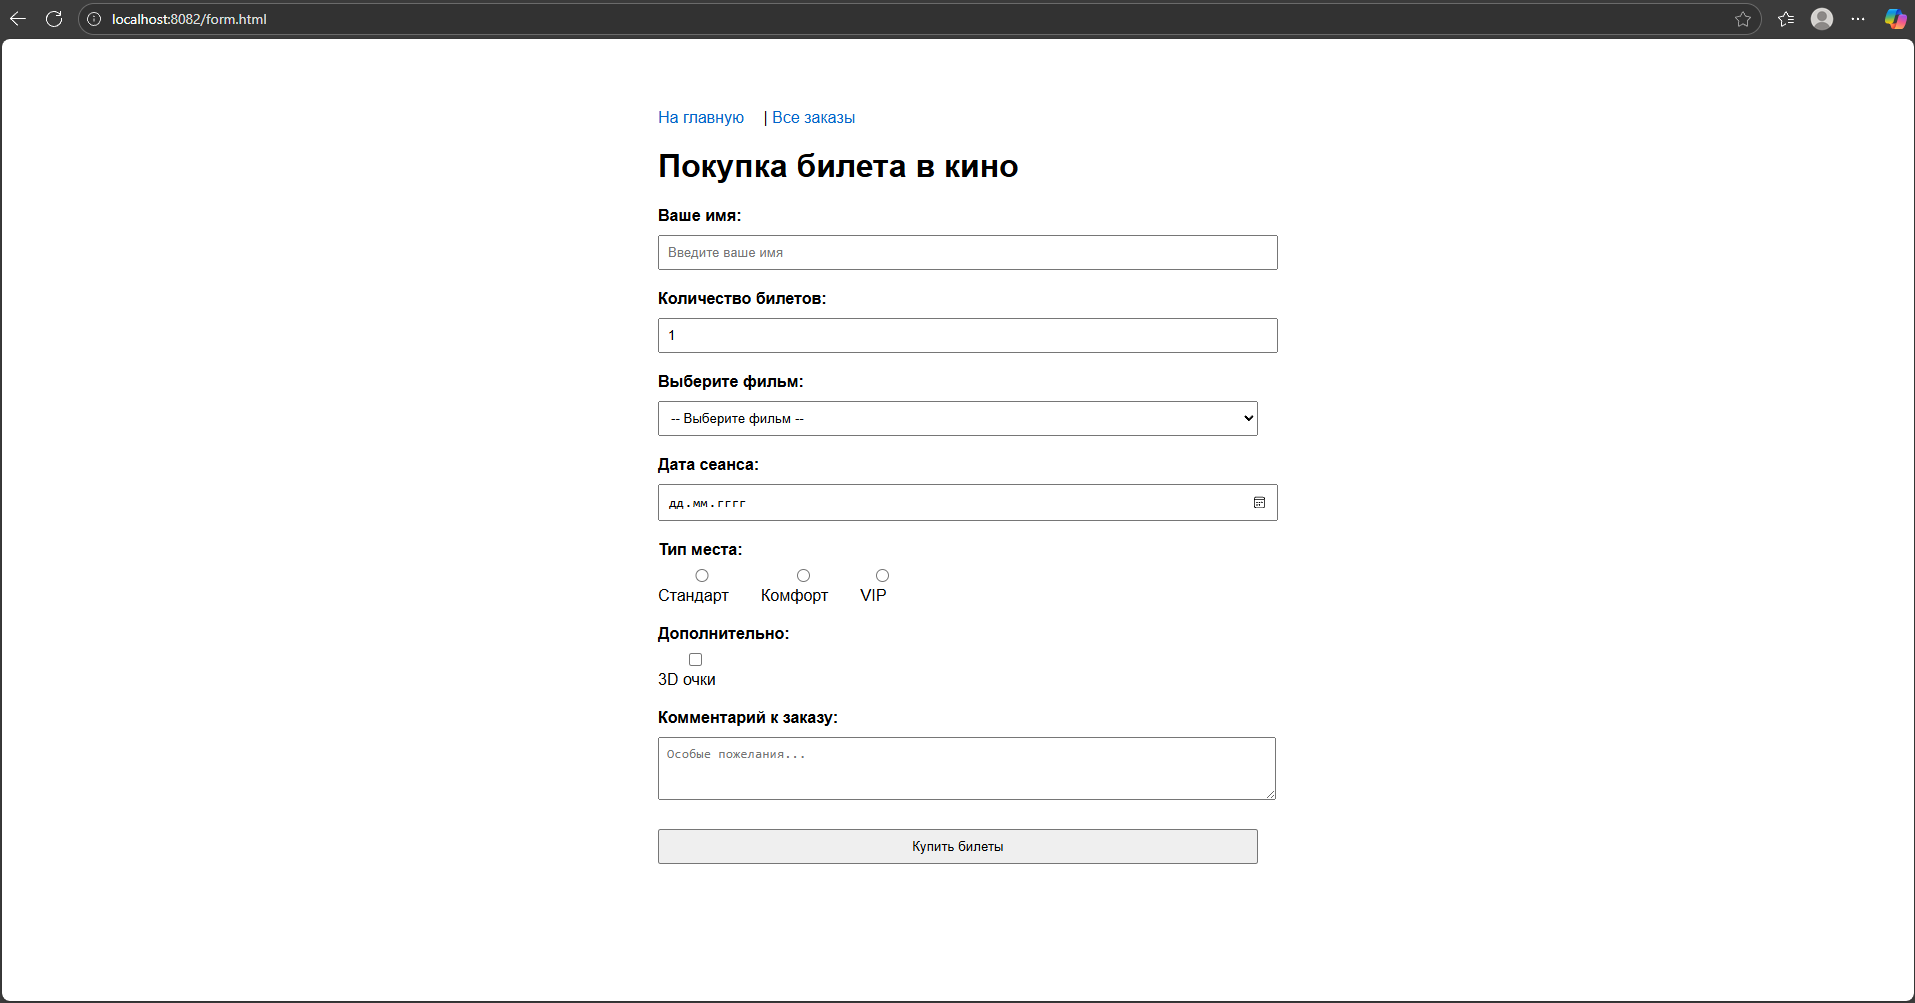 localhost:8082/form.html
На главную | Все заказы
Покупка билета в кино
Ваше имя:
Введите ваше имя
Количество билетов:
1
Выберите фильм:
-- Выберите фильм --
Дата сеанса:
дд.мм.гггг
Тип места:
Стандарт Комфорт VIP
Дополнительно:
3D очки
Комментарий к заказу:
Особые пожелания...
Купить билеты